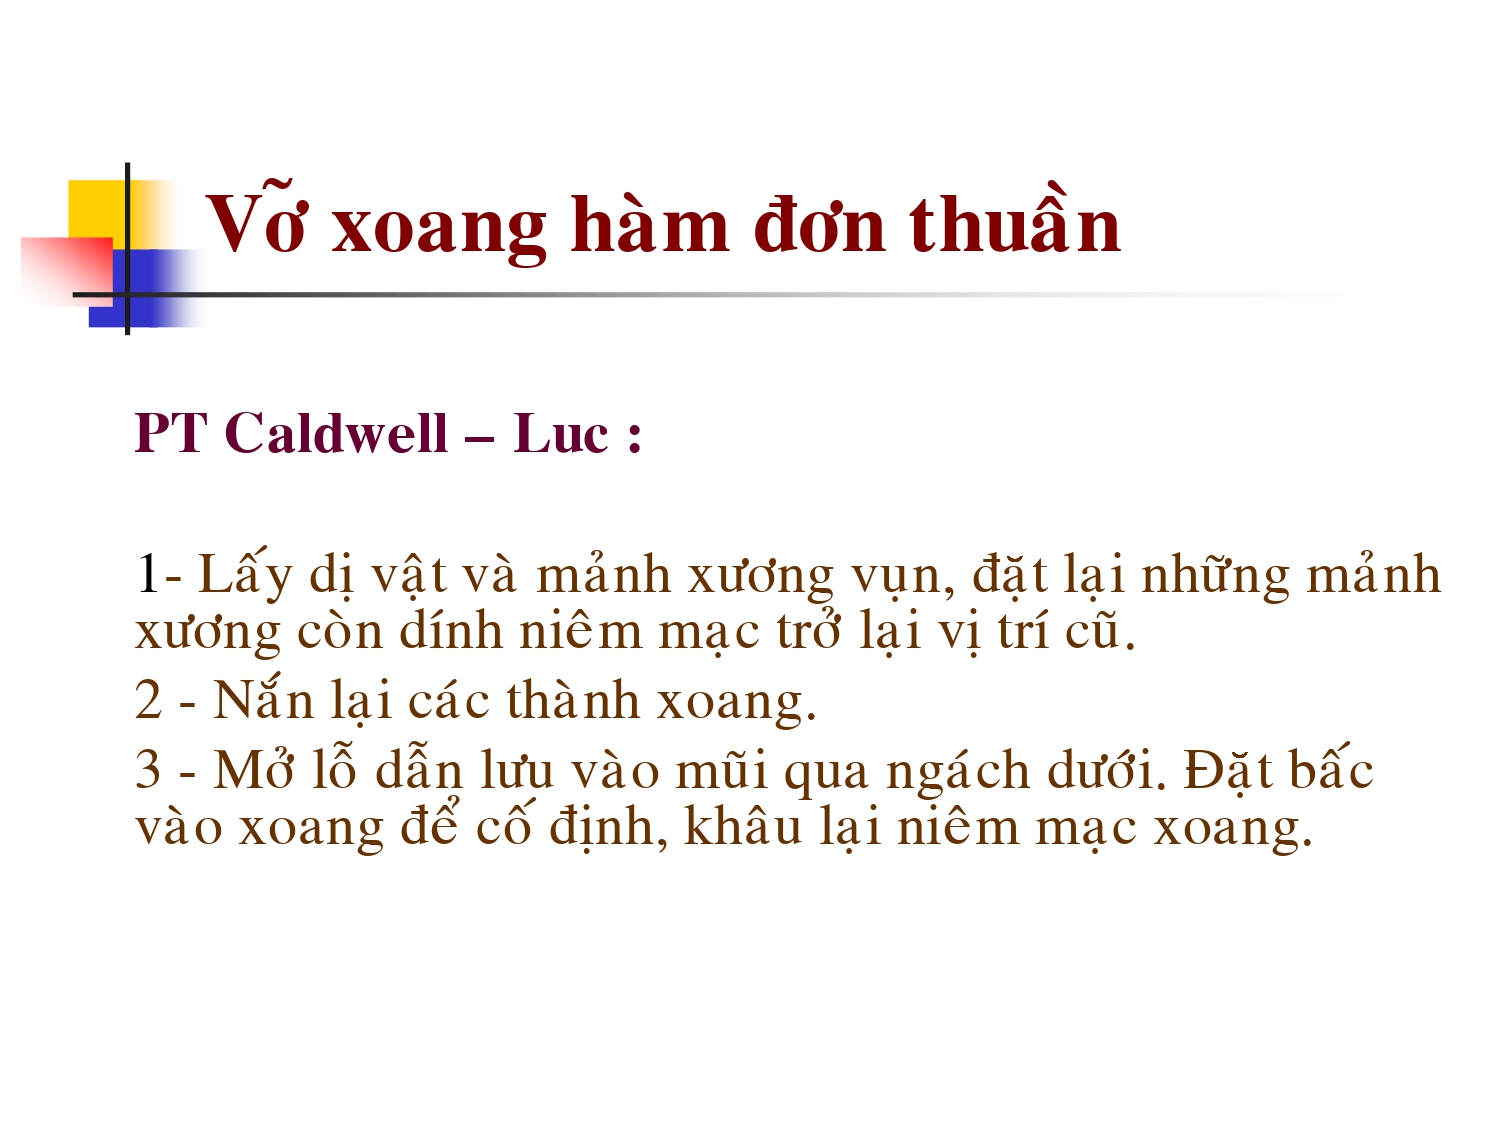 Vỡ xoang hàm đơn thuần
PT Caldwell – Luc :
1- Lấy dị vật và mảnh xương vụn, đặt lại những mảnh
xương còn dính niêm mạc trở lại vị trí cũ.
2 - Nắn lại các thành xoang.
3 - Mở lỗ dẫn lưu vào mũi qua ngách dưới. Đặt bấc
vào xoang để cố định, khâu lại niêm mạc xoang.